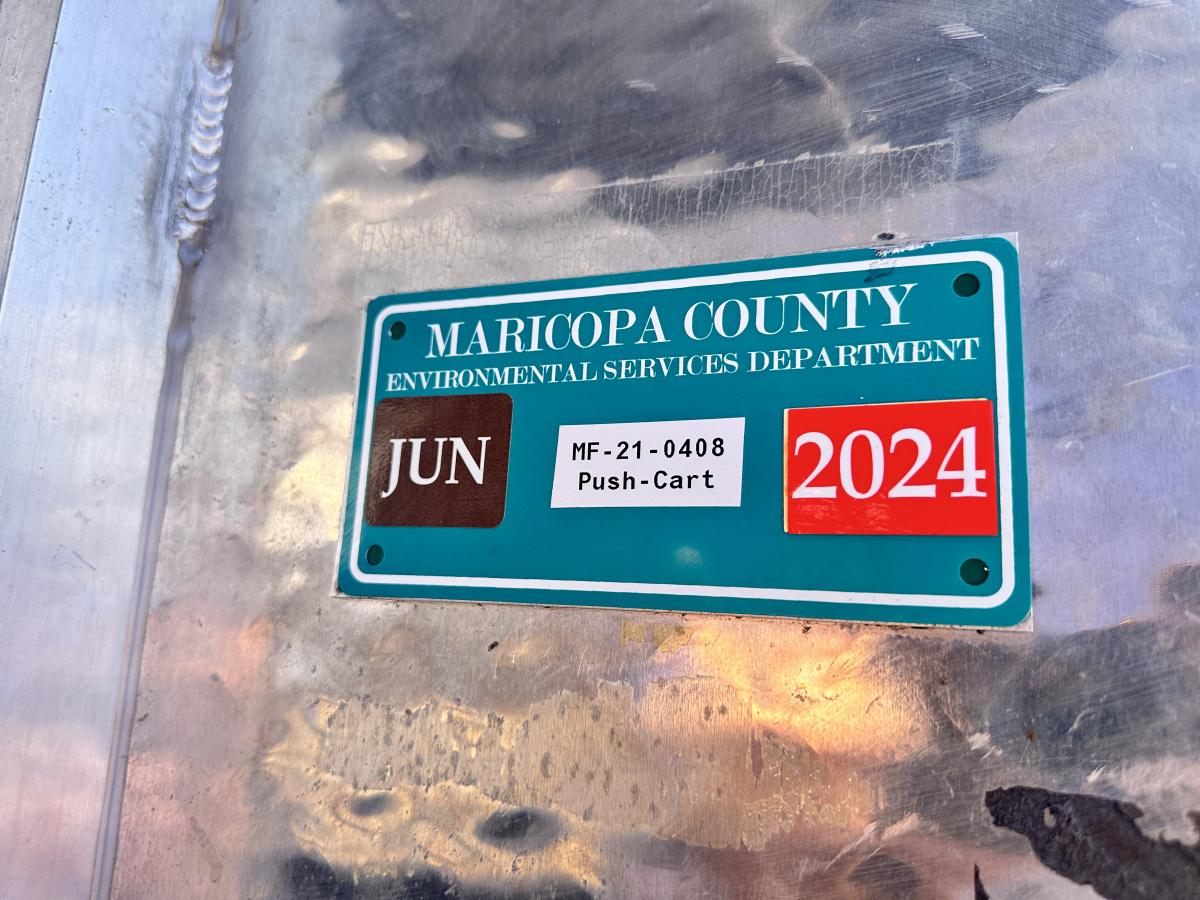 MARICOPA COUNTY
ENVIRONMENTAL SERVICES DEPARTMENT
JUN
MF-21-0408
Push-Cart
2024